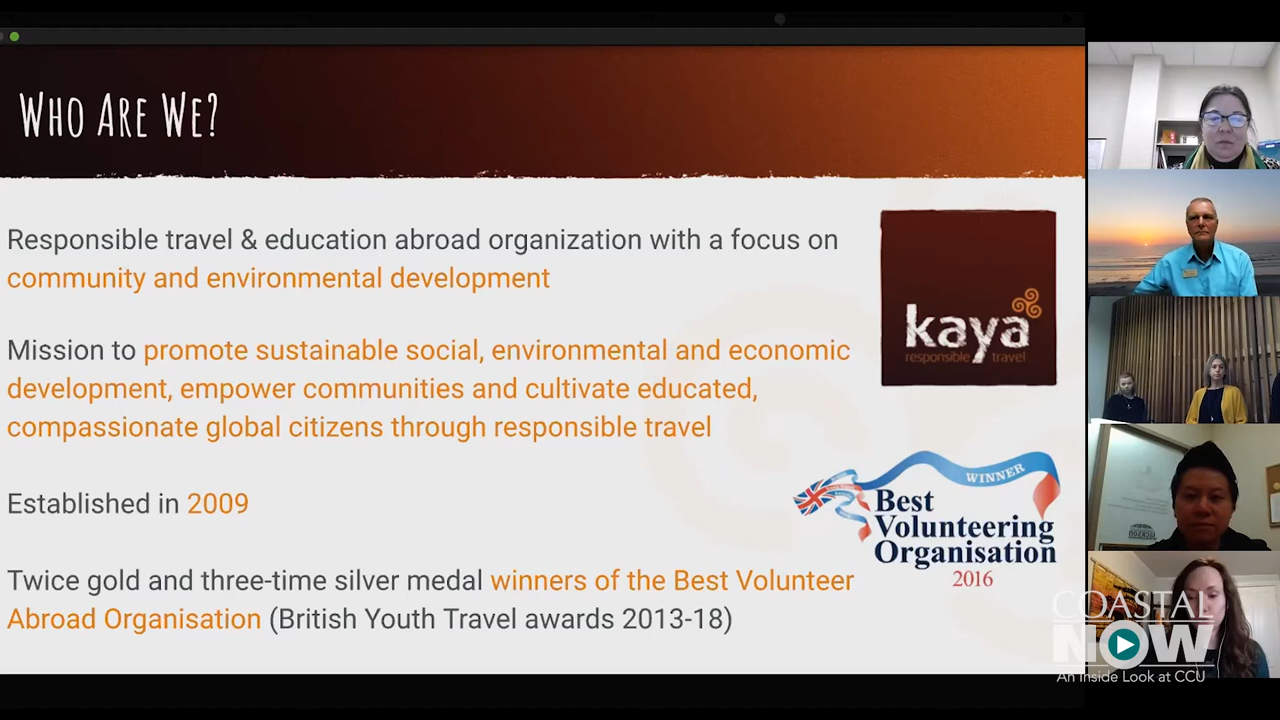 Who Are We?
Responsible travel & education abroad organization with a focus on
community and environmental development
Mission to promote sustainable social, environmental and economic
development, empower communities and cultivate educated,
compassionate global citizens through responsible travel
Established in 2009
Twice gold and three-time silver medal winners of the Best Volunteer
Abroad Organisation (British Youth Travel awards 2013-18)
kaya
responsible travel
WINNER
Best
Volunteering
Organisation
2016
COASTAL
NOW
An Inside Look at CCU